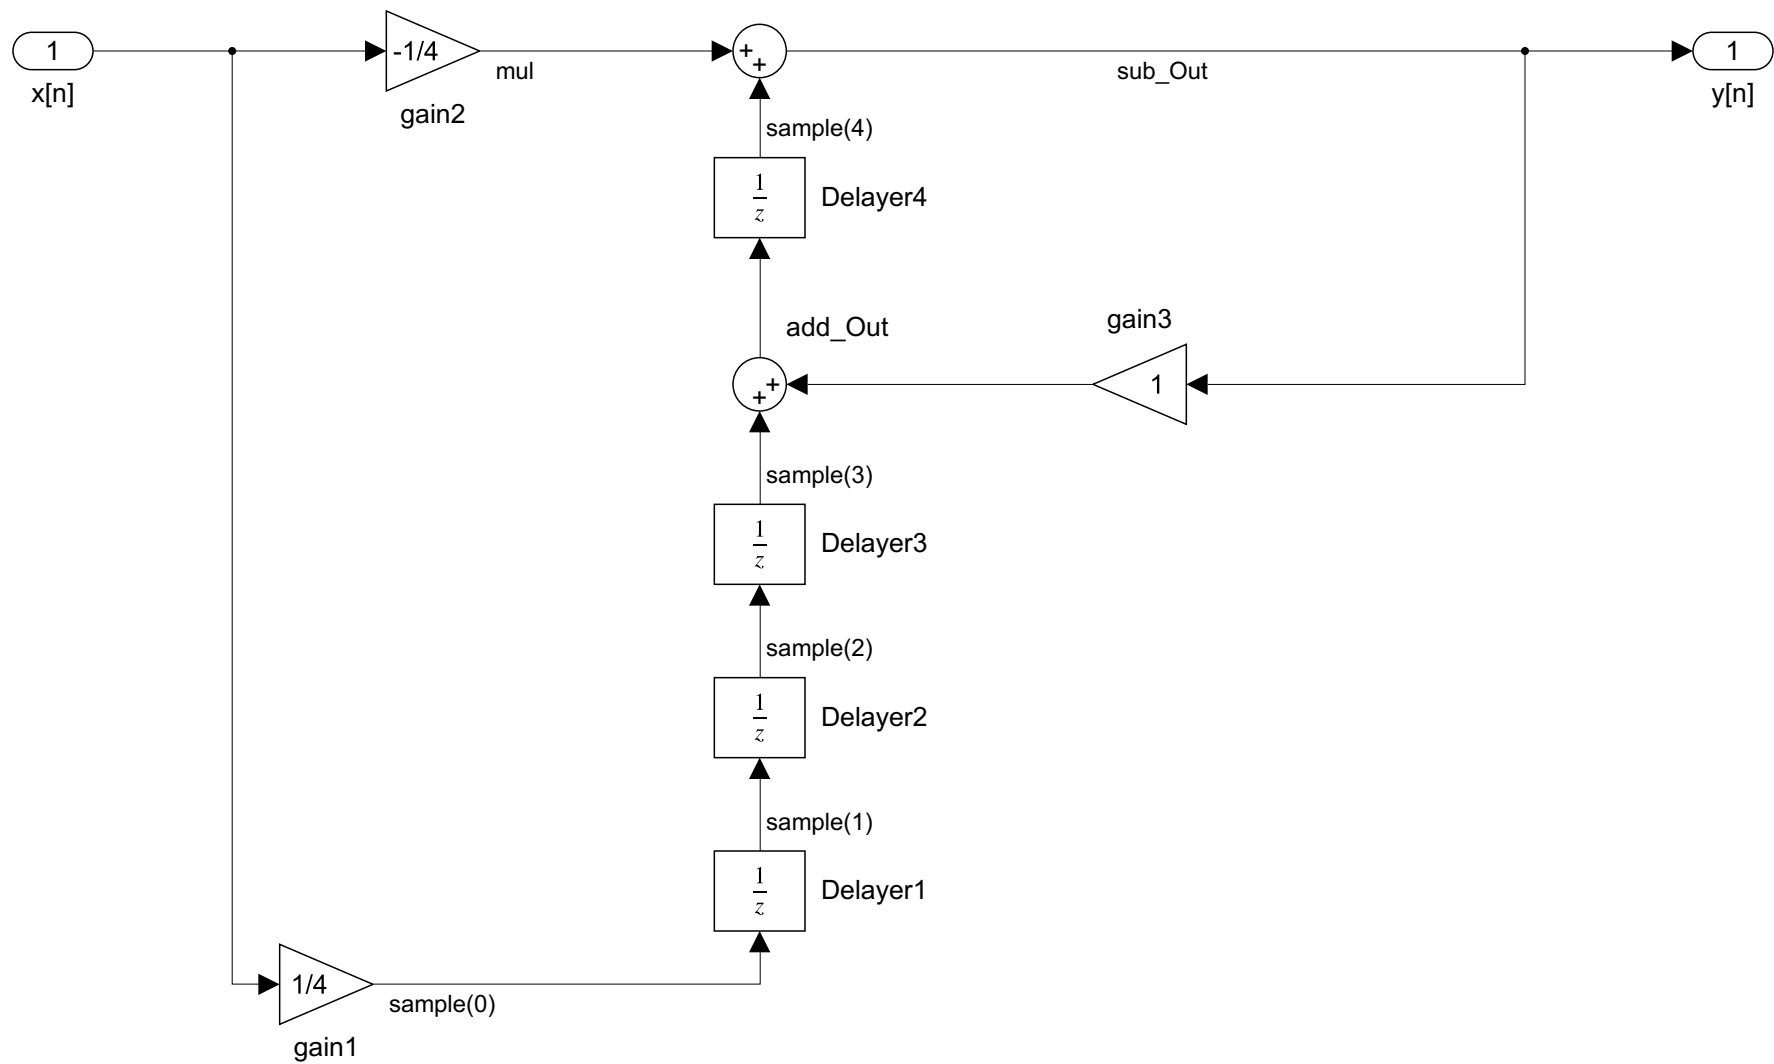 1
x[n]
-1/4
gain2
mul
+
+
sub_Out
1
y[n]
sample(4)
1
z
Delayer4
add_Out
gain3
1
+
+
sample(3)
1
z
Delayer3
sample(2)
1
z
Delayer2
sample(1)
1
z
Delayer1
1/4
sample(0)
gain1